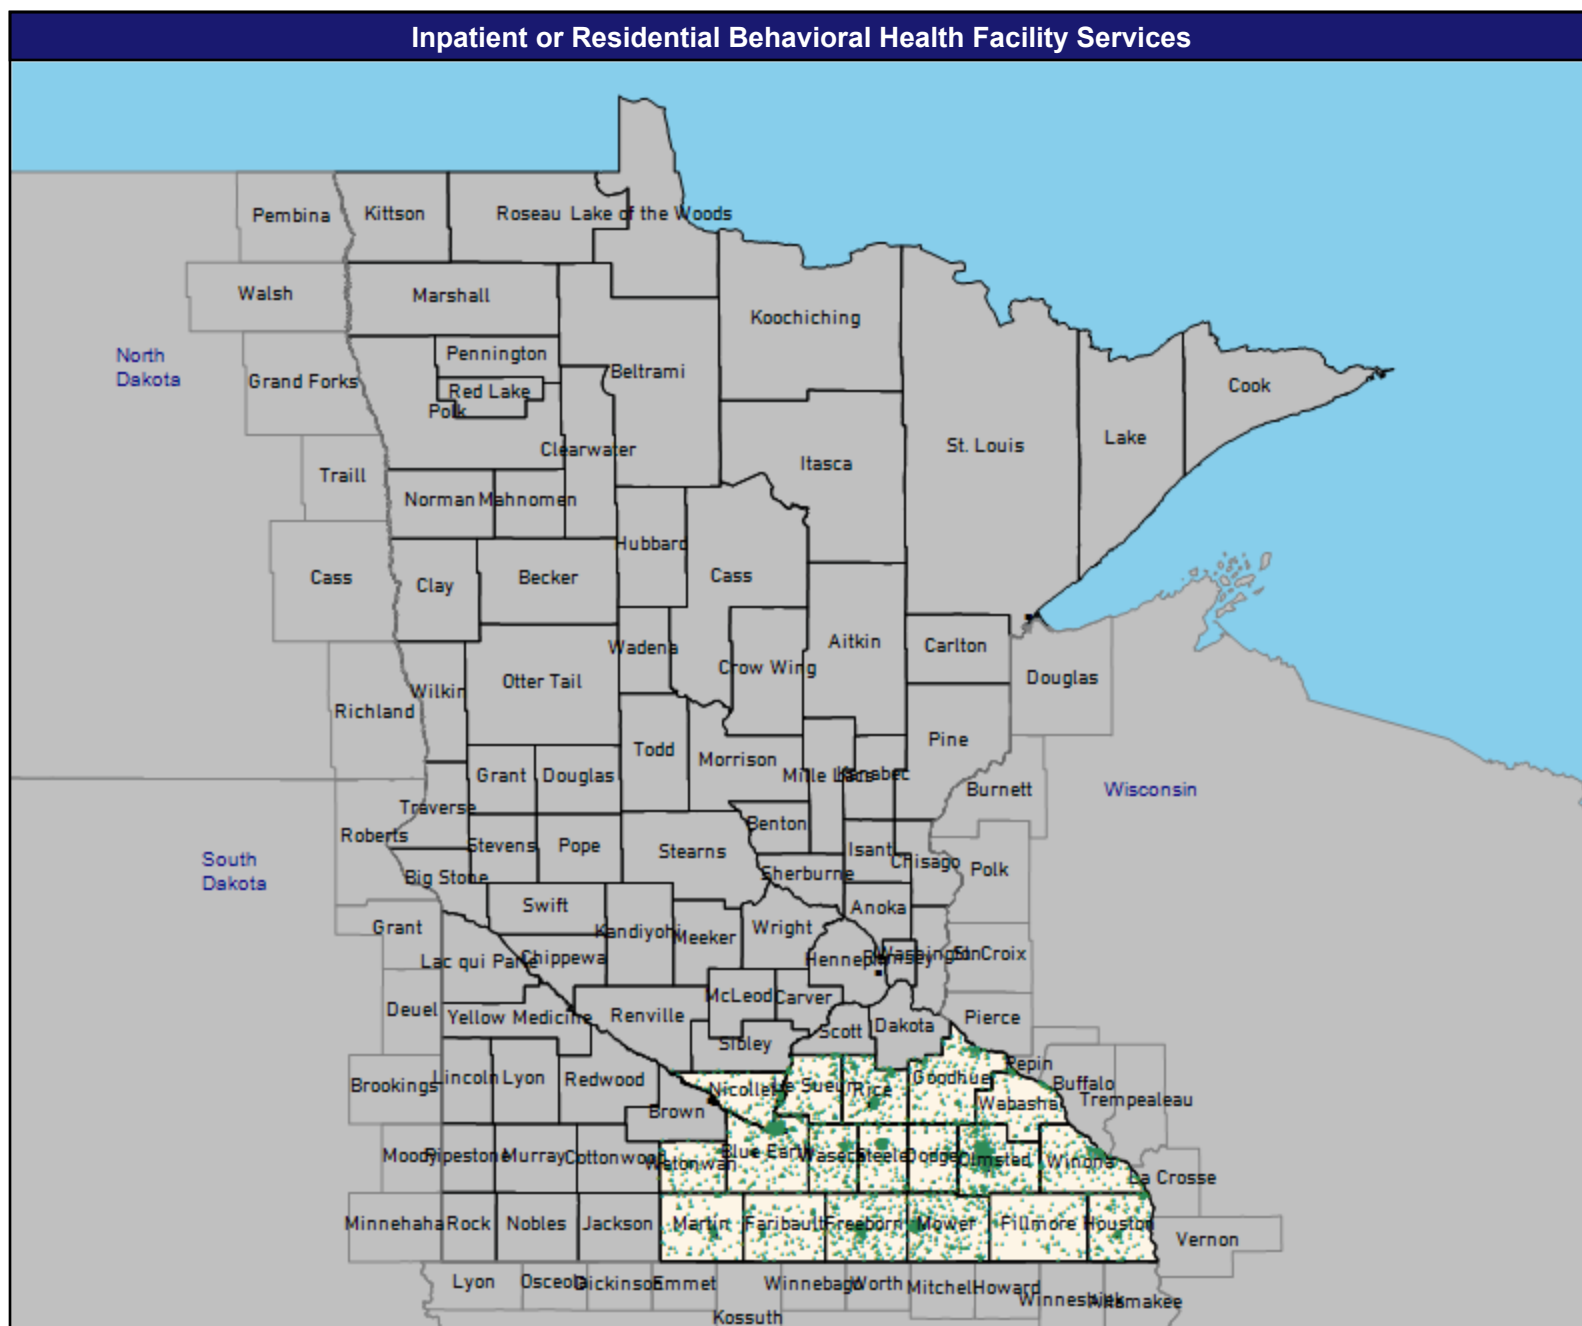 Inpatient or Residential Behavioral Health Facility Services
Pembina
Kittson
Roseau
Lake of the Woods
Walsh
Marshall
Koochiching
North
Dakota
Grand Forks
Pennington
Red Lake
Polk
Beltrami
Cook
Clearwater
St. Louis
Lake
Itasca
Traill
Norman
Mahnomen
Hubbard
Cass
Clay
Becker
Cass
Wadena
Crow Wing
Aitkin
Carlton
Douglas
Richland
Wilkin
Otter Tail
Todd
Morrison
Pine
Grant
Douglas
Mille Lacs
Kanabec
Burnett
Wisconsin
Traverse
Roberts
Stevens
Pope
Stearns
Benton
Isanti
Chisago
Polk
South
Dakota
Big Stone
Sherburne
Swift
Anoka
Grant
Kandiyohi
Meeker
Wright
Lac qui Parle
Chippewa
Hennepin
Ramsey
Washington
St. Croix
Deuel
Yellow Medicine
Renville
McLeod
Carver
Scott
Dakota
Pierce
Sibley
Brookings
Lincoln
Lyon
Redwood
Brown
Nicollet
Le Sueur
Rice
Goodhue
Pepin
Buffalo
Wabasha
Trempealeau
Moody
Pipestone
Murray
Cottonwood
Watonwan
Blue Earth
Waseca
Steele
Dodge
Olmsted
Winona
La Crosse
Minnehaha
Rock
Nobles
Jackson
Martin
Faribault
Freeborn
Mower
Fillmore
Houston
Vernon
Lyon
Osceola
Dickinson
Emmet
Kossuth
Winnebago
Worth
Mitchell
Howard
Winneshiek
Allamakee